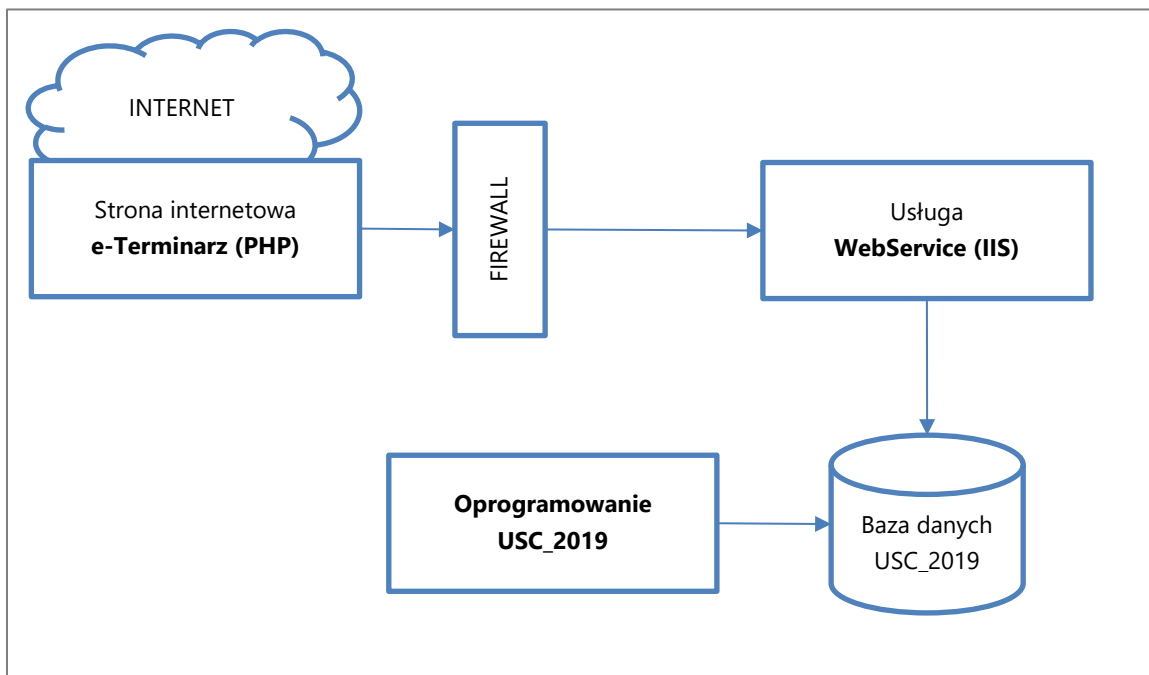 INTERNET
Strona internetowa
e-Terminarz (PHP)
FIREWALL
Usługa
WebService (IIS)
Oprogramowanie
USC_2019
Baza danych
USC_2019